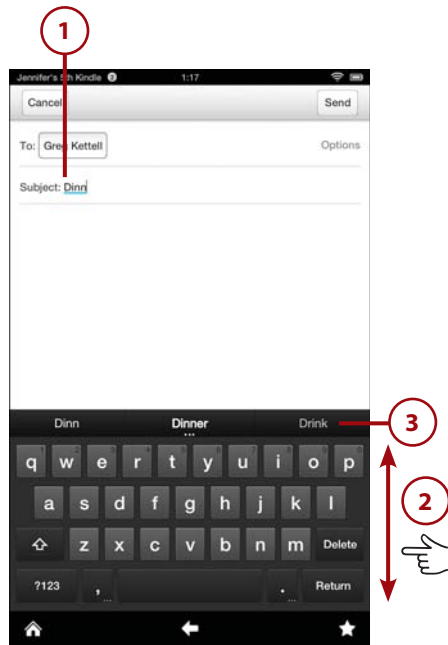 1
Jennifer's 5th Kindle 2 1:17
Cancel Send
To: Greg Kettell Options
Subject: Dinn
Dinn Dinner Drink
3
q w e r t y u i o p
a s d f g h j k l
2
z x c v b n m Delete
?123 , . Return